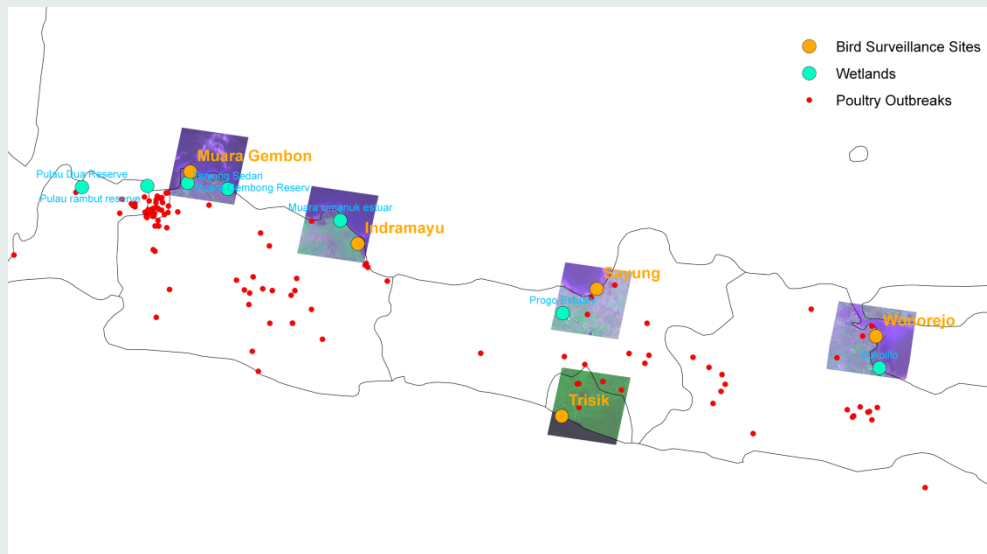 Bird Surveillance Sites
Wetlands
Poultry Outbreaks
Muara Gembon
Pulau Dua Reserve
Sedari
Pulau rambut reserve
Muara Gembong Reserv
Muara cimanuk estuar
Indramayu
Sayung
Progo Estuary
Wonorejo
Trisik